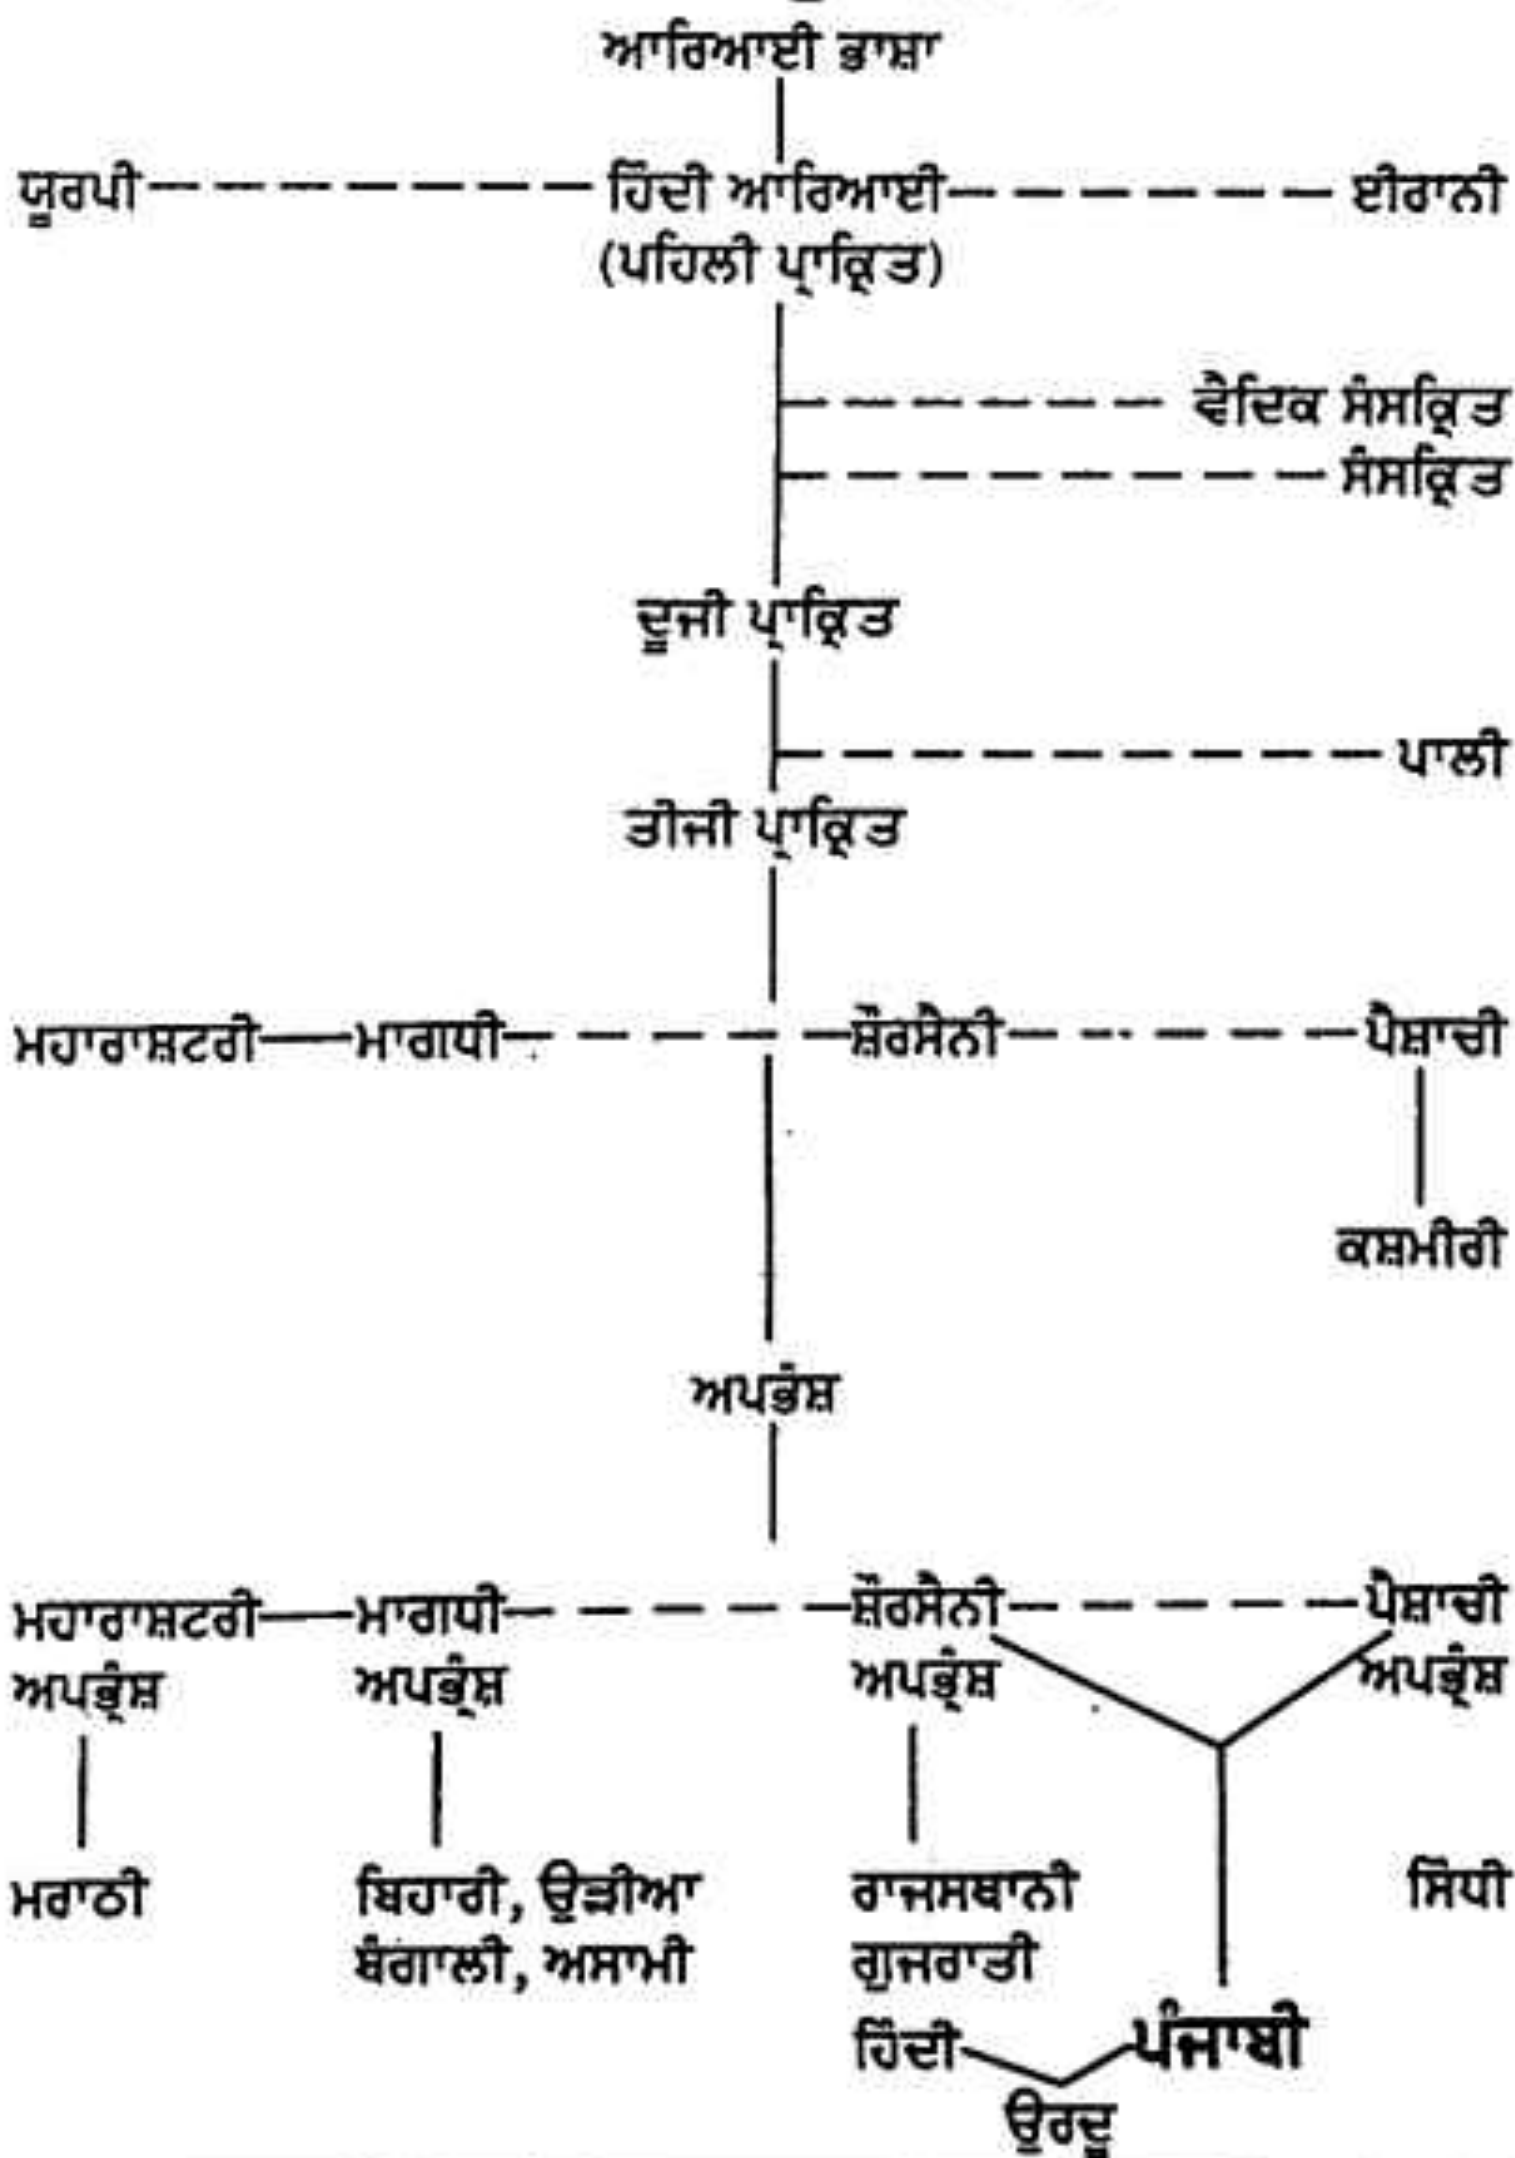 ਆਰਿਆਈ ਭਾਸ਼ਾ
ਯੂਰਪੀ ਹਿੰਦੀ ਆਰਿਆਈ ਈਰਾਨੀ
(ਪਹਿਲੀ ਪ੍ਰਾਕ੍ਰਿਤ)
ਵੈਦਿਕ ਸੰਸਕ੍ਰਿਤ
ਸੰਸਕ੍ਰਿਤ
ਦੂਜੀ ਪ੍ਰਾਕ੍ਰਿਤ
ਪਾਲੀ
ਤੀਜੀ ਪ੍ਰਾਕ੍ਰਿਤ
ਮਹਾਰਾਸ਼ਟਰੀ ਮਾਗਧੀ ਸ਼ੌਰਸੈਨੀ ਪੈਸ਼ਾਚੀ
ਕਸ਼ਮੀਰੀ
ਅਪਭੰਸ਼
ਮਹਾਰਾਸ਼ਟਰੀ ਮਾਗਧੀ ਸ਼ੌਰਸੈਨੀ ਪੈਸ਼ਾਚੀ
ਅਪਭ੍ਰੰਸ਼ ਅਪਭ੍ਰੰਸ਼ ਅਪਭ੍ਰੰਸ਼ ਅਪਭ੍ਰੰਸ਼
ਮਰਾਠੀ ਬਿਹਾਰੀ, ਉੜੀਆ ਰਾਜਸਥਾਨੀ ਸਿੰਧੀ
ਬੰਗਾਲੀ, ਅਸਾਮੀ ਗੁਜਰਾਤੀ
ਹਿੰਦੀ ਪੰਜਾਬੀ
ਉਰਦੂ